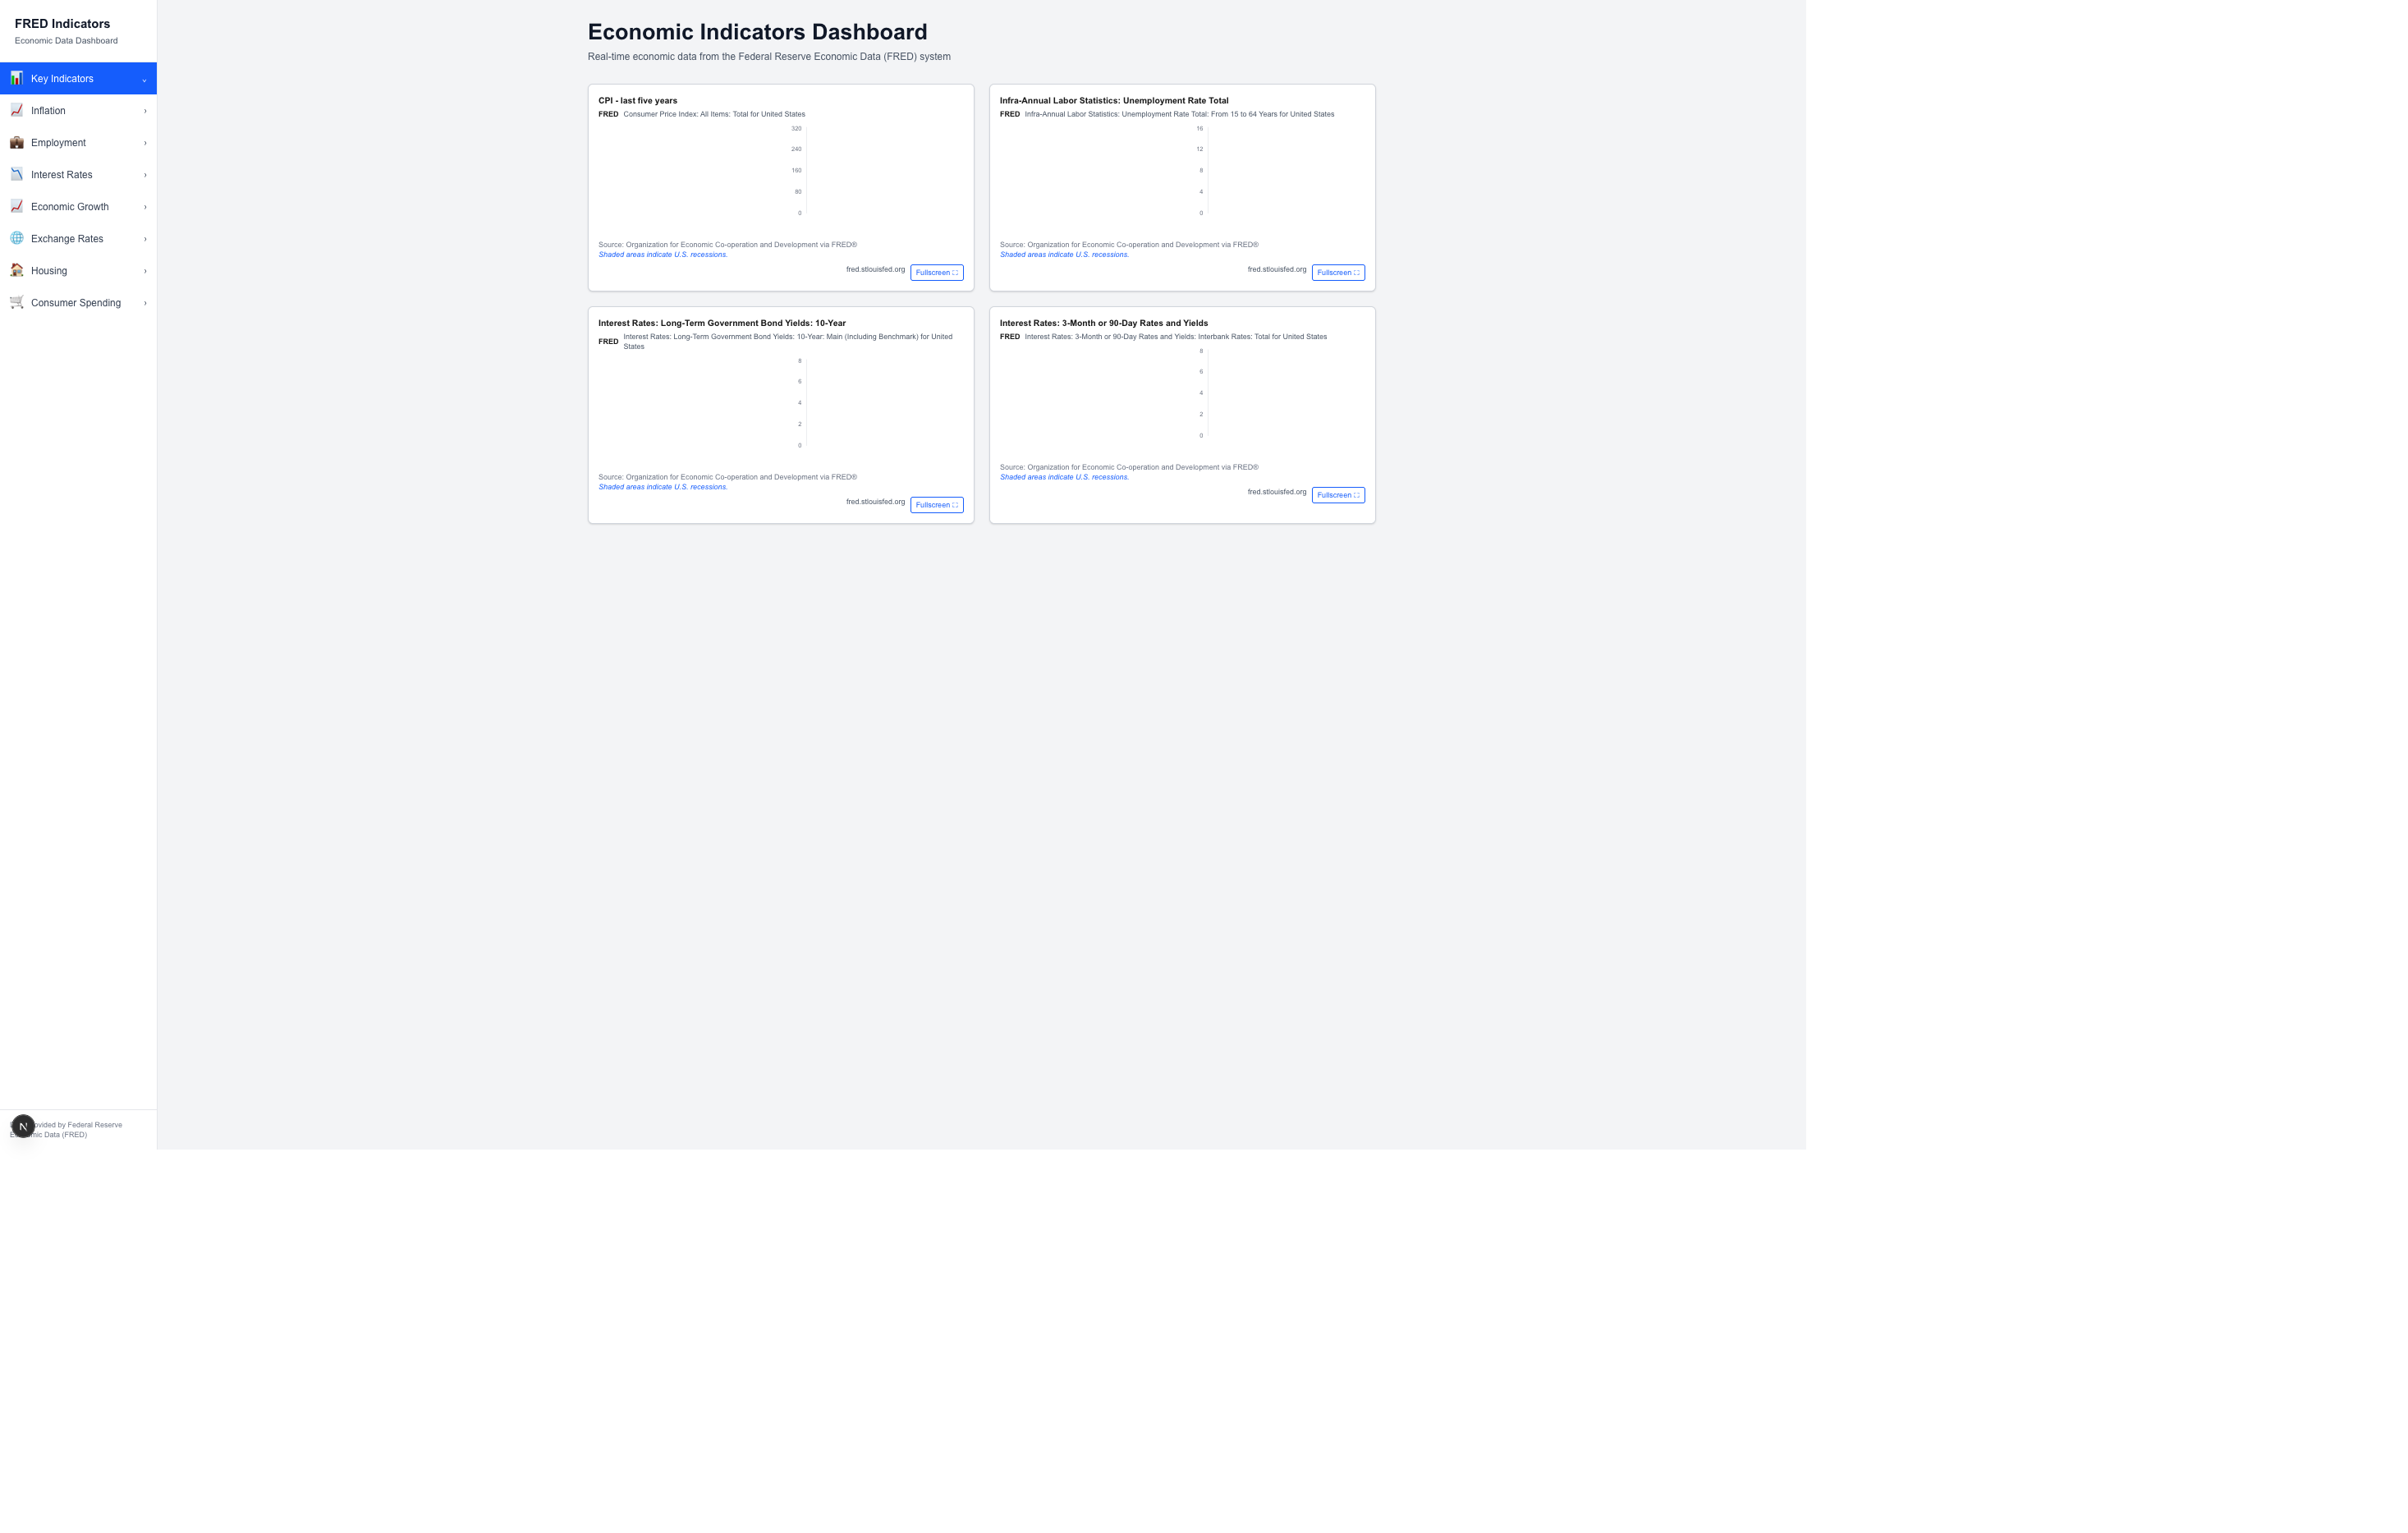 FRED Indicators
Economic Data Dashboard
Key Indicators
Inflation
Employment
Interest Rates
Economic Growth
Exchange Rates
Housing
Consumer Spending
Economic Indicators Dashboard
Real-time economic data from the Federal Reserve Economic Data (FRED) system
CPI - last five years
FRED Consumer Price Index: All Items: Total for United States
320
240
160
80
0
Source: Organization for Economic Co-operation and Development via FRED®
Shaded areas indicate U.S. recessions.
fred.stlouisfed.org Fullscreen
Infra-Annual Labor Statistics: Unemployment Rate Total
FRED Infra-Annual Labor Statistics: Unemployment Rate Total: From 15 to 64 Years for United States
16
12
8
4
0
Source: Organization for Economic Co-operation and Development via FRED®
Shaded areas indicate U.S. recessions.
fred.stlouisfed.org Fullscreen
Interest Rates: Long-Term Government Bond Yields: 10-Year
FRED Interest Rates: Long-Term Government Bond Yields: 10-Year: Main (Including Benchmark) for United
States
8
6
4
2
0
Source: Organization for Economic Co-operation and Development via FRED®
Shaded areas indicate U.S. recessions.
fred.stlouisfed.org Fullscreen
Interest Rates: 3-Month or 90-Day Rates and Yields
FRED Interest Rates: 3-Month or 90-Day Rates and Yields: Interbank Rates: Total for United States
8
6
4
2
0
Source: Organization for Economic Co-operation and Development via FRED®
Shaded areas indicate U.S. recessions.
fred.stlouisfed.org Fullscreen
N
by Federal Reserve
Data (FRED)